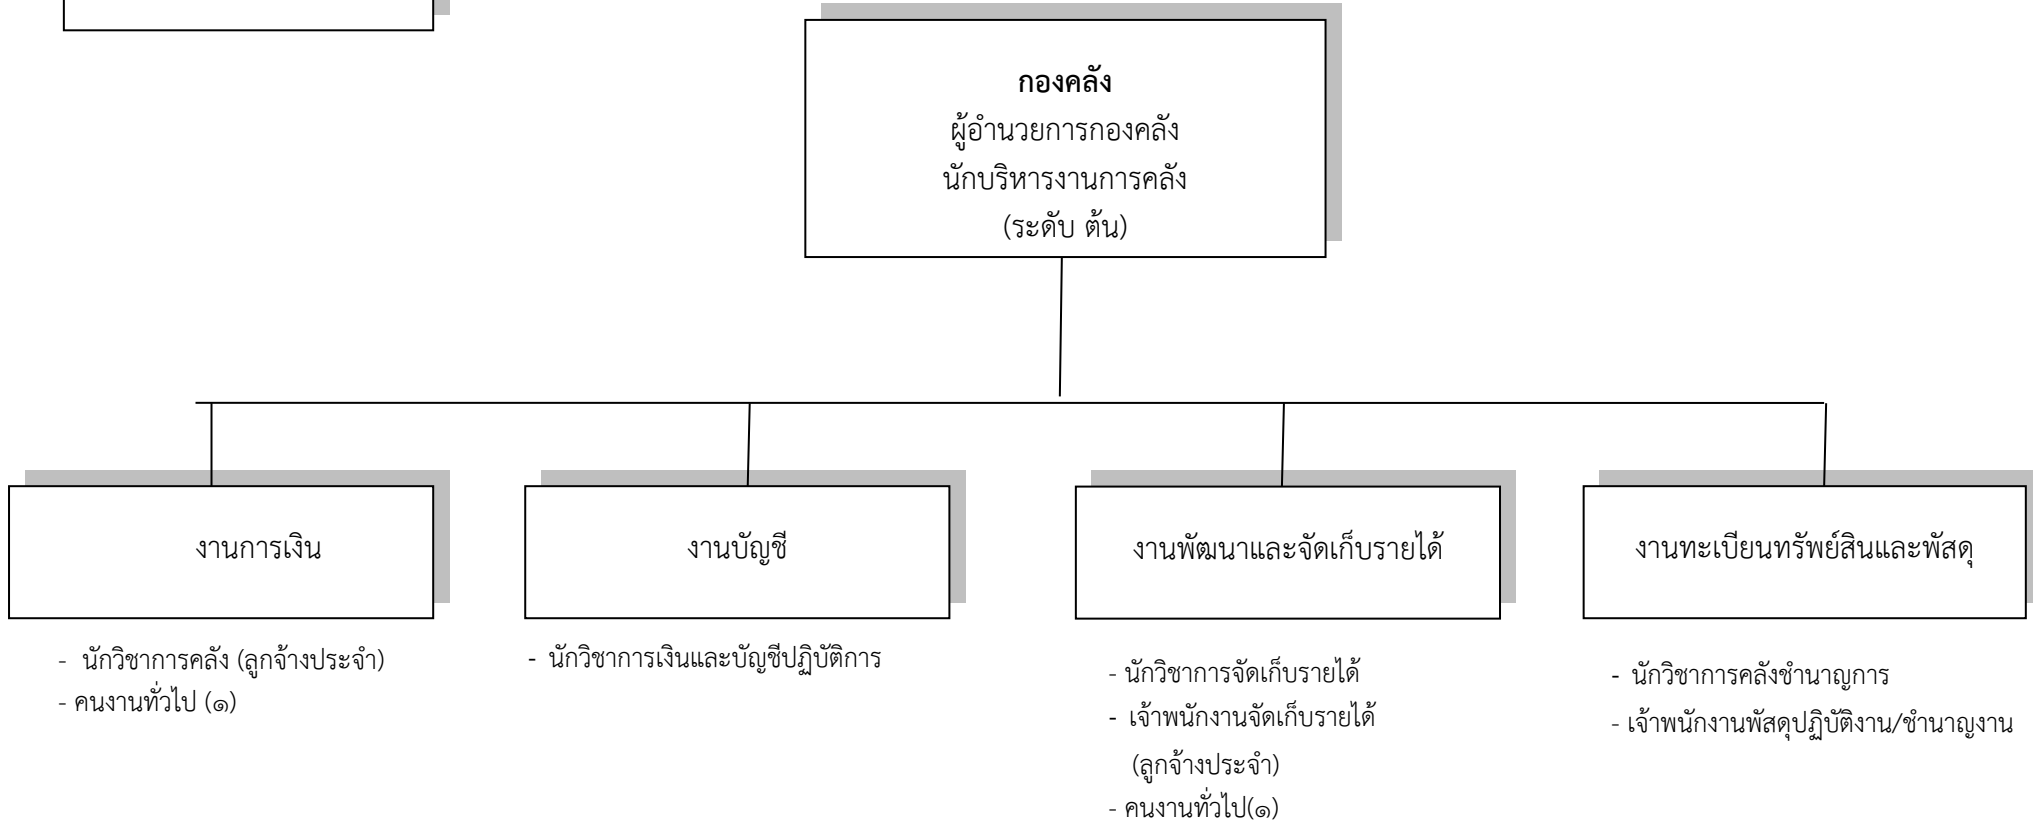 กองคลัง
ผู้อำนวยการกองคลัง
นักบริหารงานการคลัง
(ระดับ ต้น)
งานการเงิน
- นักวิชาการคลัง (ลูกจ้างประจำ)
- คนงานทั่วไป (๑)
งานบัญชี
- นักวิชาการเงินและบัญชีปฏิบัติการ
งานพัฒนาและจัดเก็บรายได้
- นักวิชาการจัดเก็บรายได้
- เจ้าพนักงานจัดเก็บรายได้
(ลูกจ้างประจำ)
- คนงานทั่วไป(๑)
งานทะเบียนทรัพย์สินและพัสดุ
- นักวิชาการคลังชำนาญการ
- เจ้าพนักงานพัสดุปฏิบัติงาน/ชำนาญงาน